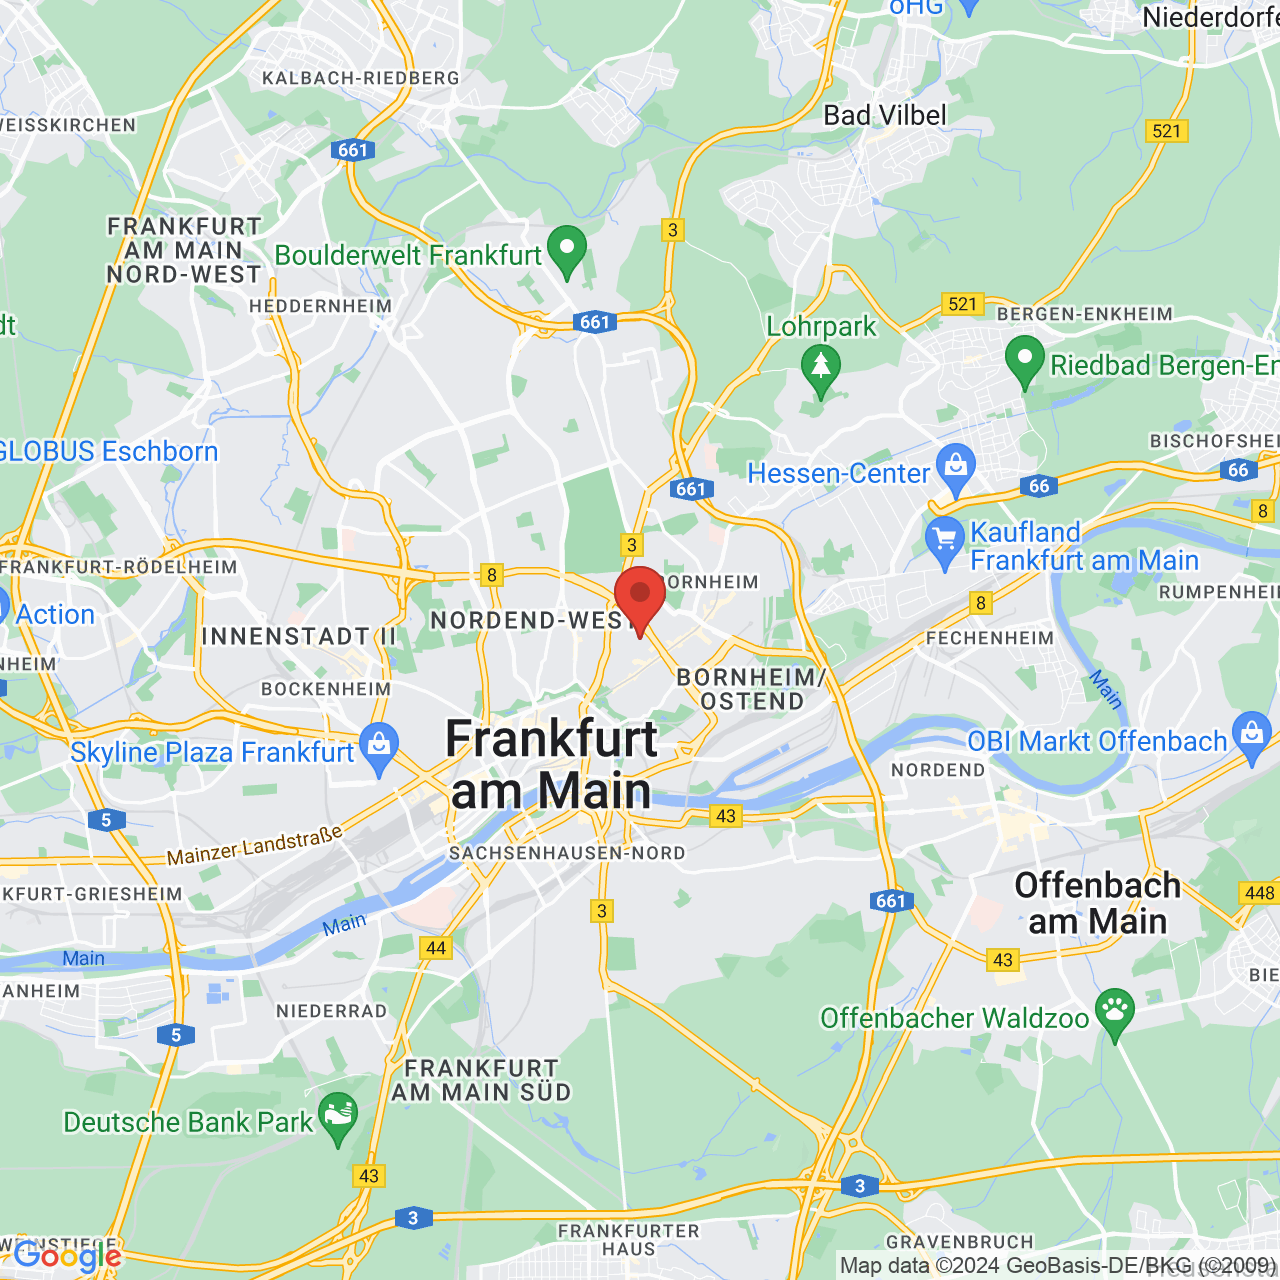 oHG
Niederdorfe
KALBACH-RIEDBERG
Bad Vilbel
WEISSKIRCHEN
521
661
FRANKFURT
AM MAIN
NORD-WEST
3
Boulderwelt Frankfurt
HEDDERNHEIM
521
BERGEN-ENKHEIM
661
Lohrpark
dt
Riedbad Bergen-En
BISCHOFSHEI
GLOBUS Eschborn
Hessen-Center
66
66
661
8
Kaufland
Frankfurt am Main
3
FRANKFURT-RÖDELHEIM
8
BORNHEIM
RUMPENHEI
8
Action
NORDEND-WEST
INNENSTADT II
FECHENHEIM
NHEIM
BORNHEIM/
OSTEND
BOCKENHEIM
Main
Skyline Plaza Frankfurt
Frankfurt
am Main
OBI Markt Offenbach
NORDEND
5
43
Mainzer Landstraße
SACHSENHAUSEN-NORD
KFURT-GRIESHEIM
Offenbach
am Main
448
661
3
Main
44
43
Main
BIE
ANHEIM
NIEDERRAD
Offenbacher Waldzoo
5
FRANKFURT
AM MAIN SÜD
Deutsche Bank Park
43
3
3
FRANKFURTER
HAUS
GRAVENBRUCH
WEINSTIEGE
Google
Map data ©2024 GeoBasis-DE/BKG (©2009)